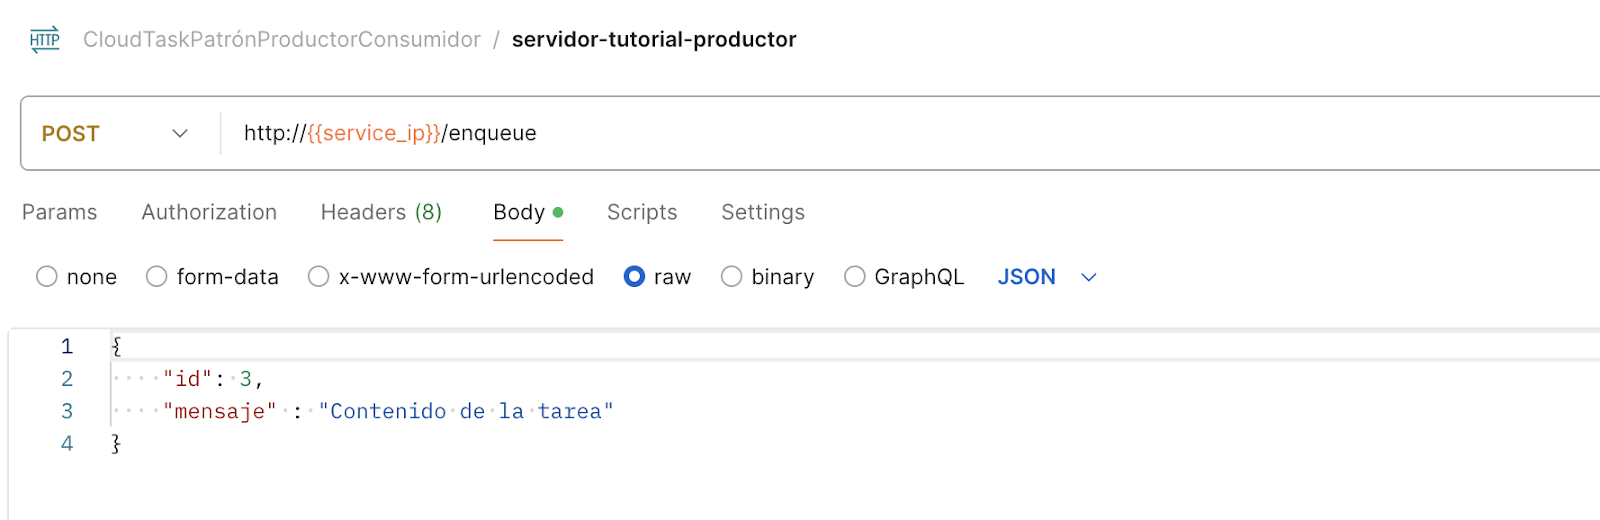 HTTP CloudTaskPatrónProductorConsumidor / servidor-tutorial-productor
POST http://{{service_ip}}/enqueue
Params Authorization Headers (8) Body Scripts Settings
none form-data x-www-form-urlencoded raw binary GraphQL JSON
1 {
2 "id": 3,
3 "mensaje" : "Contenido de la tarea"
4 }